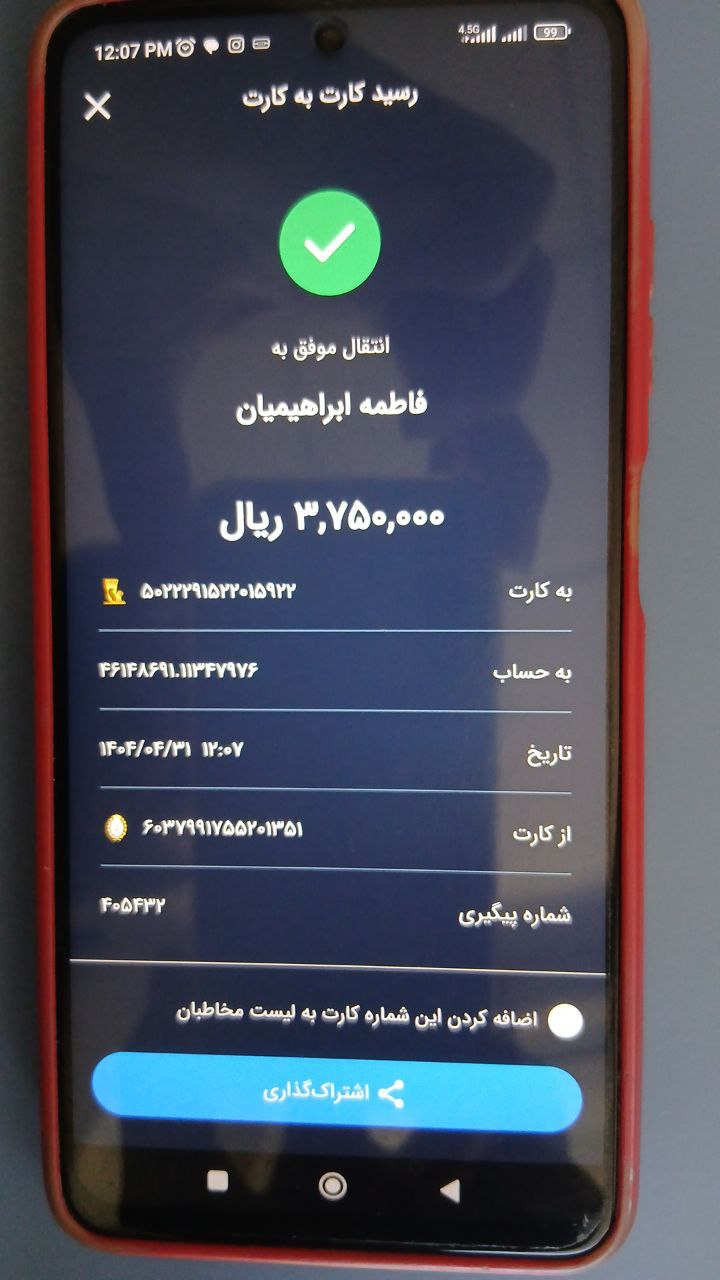 12:07 PM
4.5G
99
رسید کارت به کارت
انتقال موفق به
فاطمه ابراهیمیان
۳,۷۵۰,۰۰۰ ریال
به کارت ۵۰۲۲۲۹۱۵۲۲۰۱۵۹۲۲
به حساب ۴۶۱۴۸۶۹۱.۱۱۳۴۷۹۷۶
تاریخ ۱۴۰۴/۰۴/۳۱ ۱۲:۰۷
از کارت ۶۰۳۷۹۹۱۷۵۵۲۰۱۳۵۱
شماره پیگیری ۴۰۵۴۳۲
اضافه کردن این شماره کارت به لیست مخاطبان
اشتراک‌گذاری